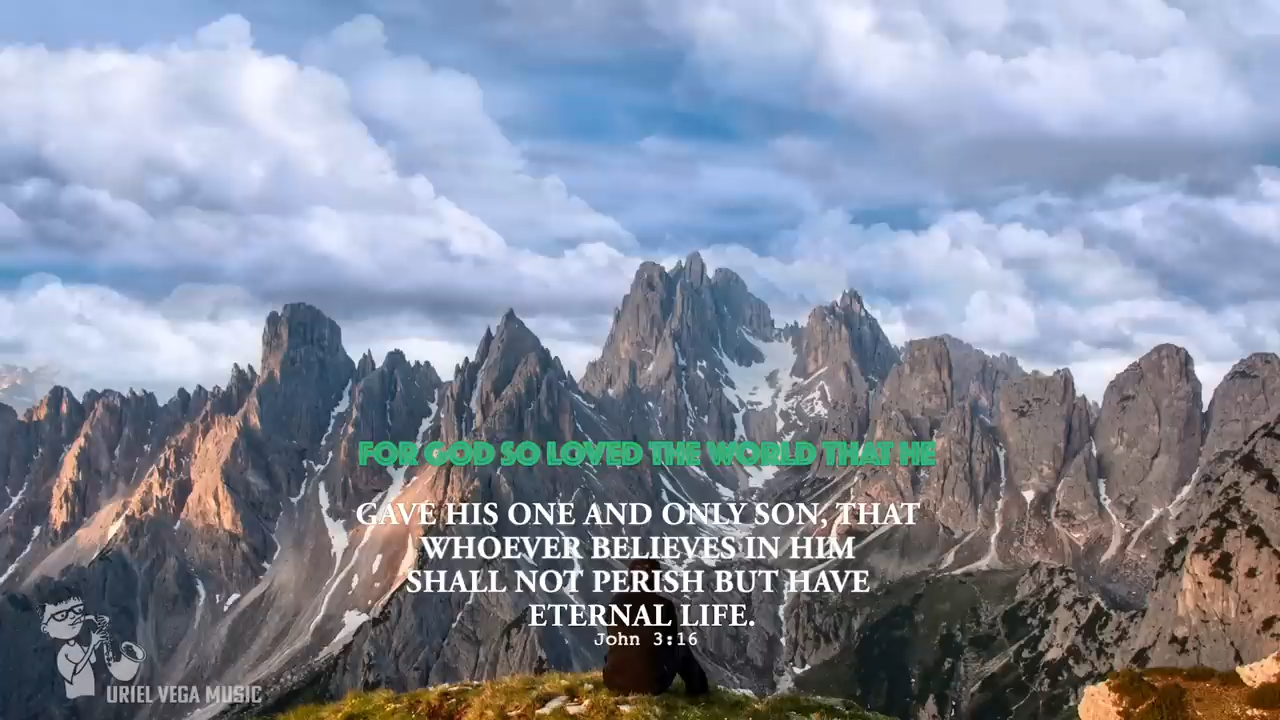 FOR GOD SO LOVED THE WORLD THAT HE
GAVE HIS ONE AND ONLY SON, THAT
WHOEVER BELIEVES IN HIM
SHALL NOT PERISH BUT HAVE
ETERNAL LIFE.
John 3:16
URIEL VEGA MUSIC